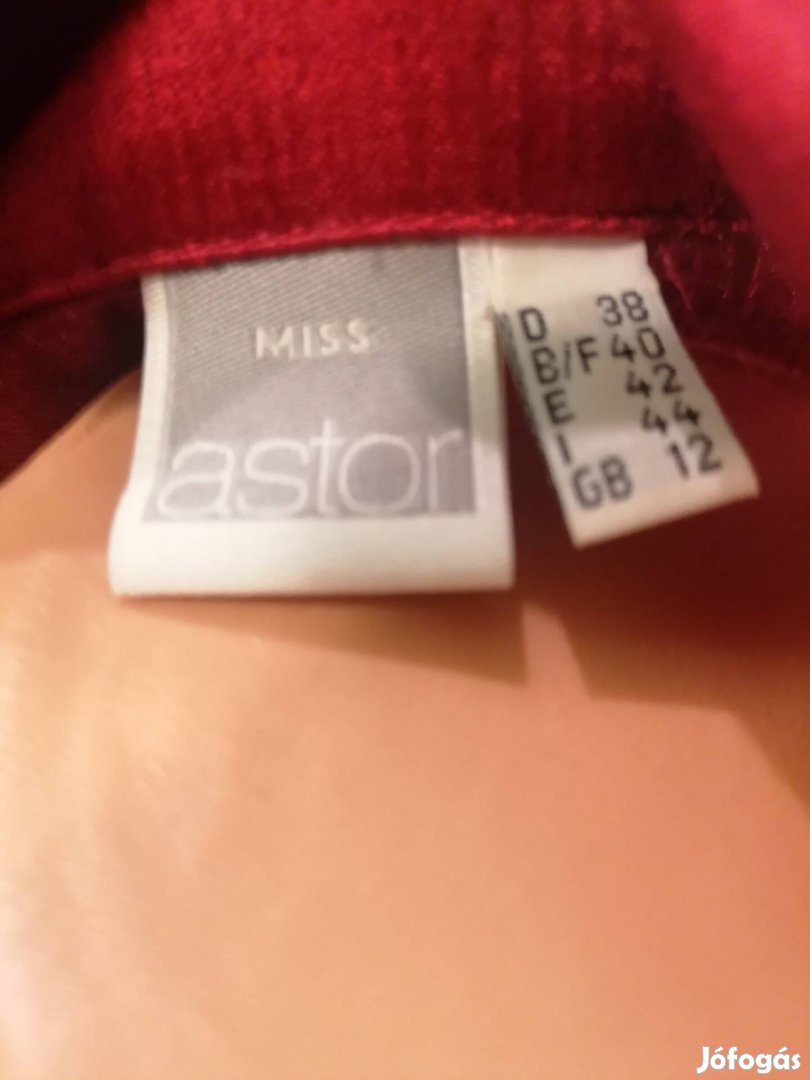 MISS
astor
D 38
B/F 40
E 42
I 44
GB 12
Jófogás